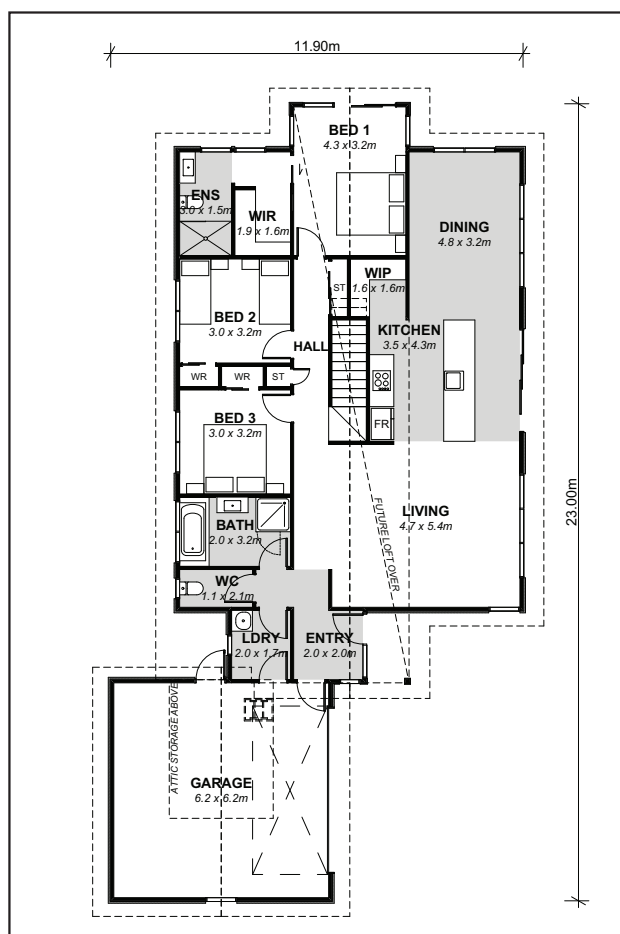 11.90m
BED 1
4.3 x 3.2m
ENS
3.0 x 1.5m
WIR
1.9 x 1.6m
DINING
4.8 x 3.2m
WIP
1.6 x 1.6m
ST
BED 2
3.0 x 3.2m
KITCHEN
3.5 x 4.3m
HALL
WR
WR
ST
FR
BED 3
3.0 x 3.2m
23.00m
LIVING
4.7 x 5.4m
FUTURE LOFT OVER
BATH
2.0 x 3.2m
WC
1.1 x 2.1m
LDRY
2.0 x 1.7m
ENTRY
2.0 x 2.0m
ATTIC STORAGE ABOVE
GARAGE
6.2 x 6.2m